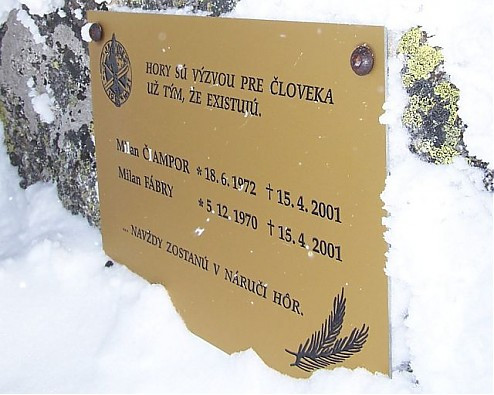 HORY SÚ VÝZVOU PRE ČLOVEKA
UŽ TÝM, ŽE EXISTUJÚ.
Milan ČIAMPOR *18.6.1972 †15.4.2001
Milan FÁBRY *5.12.1970 †15.4.2001
... NAVŽDY ZOSTANÚ V NÁRUČÍ HÔR.